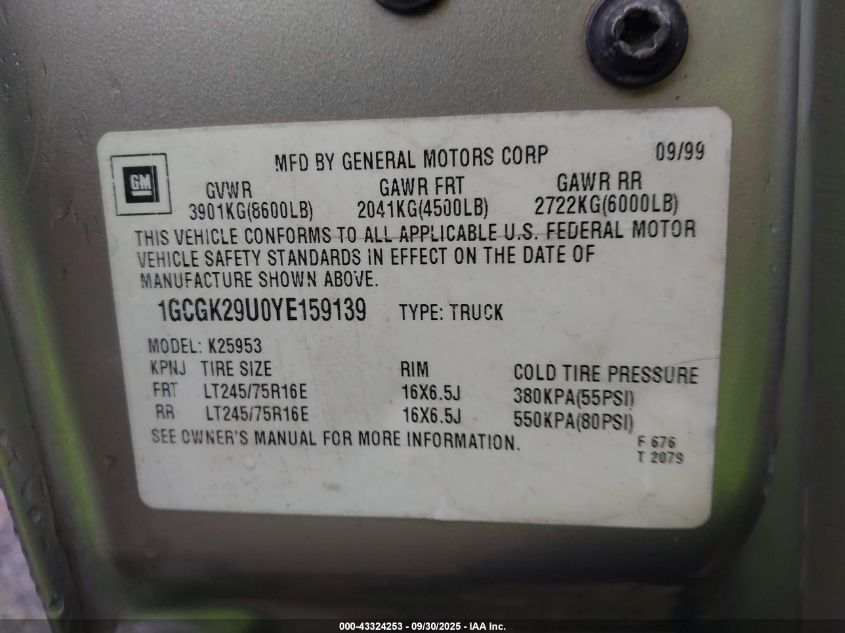 MFD BY GENERAL MOTORS CORP 09/99
GM
GVWR GAWR FRT GAWR RR
3901KG(8600LB) 2041KG(4500LB) 2722KG(6000LB)
THIS VEHICLE CONFORMS TO ALL APPLICABLE U.S. FEDERAL MOTOR
VEHICLE SAFETY STANDARDS IN EFFECT ON THE DATE OF
MANUFACTURE SHOWN ABOVE.
1GCGK29U0YE159139 TYPE: TRUCK
MODEL: K25953
KPNJ TIRE SIZE RIM COLD TIRE PRESSURE
FRT LT245/75R16E 16X6.5J 380KPA(55PSI)
RR LT245/75R16E 16X6.5J 550KPA(80PSI)
SEE OWNER'S MANUAL FOR MORE INFORMATION.
F 676
T 2079
000-43324253 - 09/30/2025 - IAA Inc.